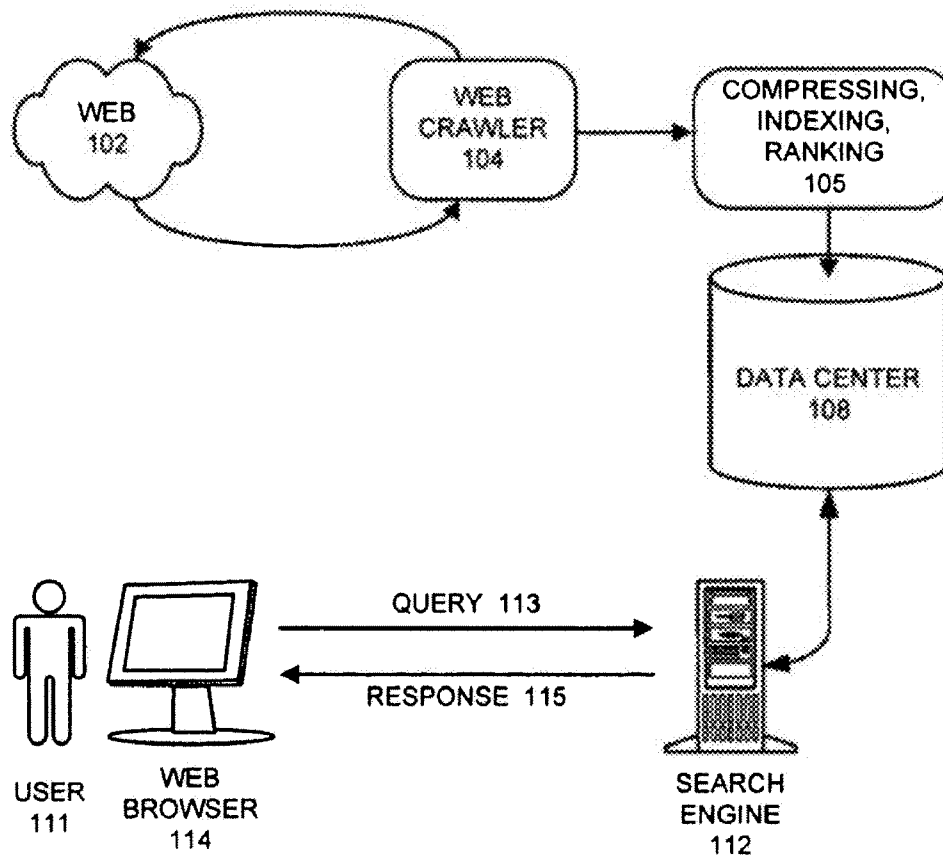 WEB
102
WEB
CRAWLER
104
COMPRESSING,
INDEXING,
RANKING
105
DATA CENTER
108
QUERY 113
RESPONSE 115
USER
111
WEB
BROWSER
114
SEARCH
ENGINE
112